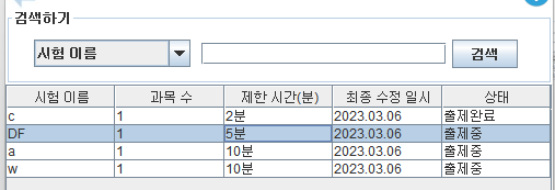 검색하기
시험 이름 검색
시험 이름 과목 수 제한 시간(분) 최종 수정 일시 상태
c 1 2분 2023.03.06 출제완료
DF 1 5분 2023.03.06 출제중
a 1 10분 2023.03.06 출제중
w 1 10분 2023.03.06 출제중